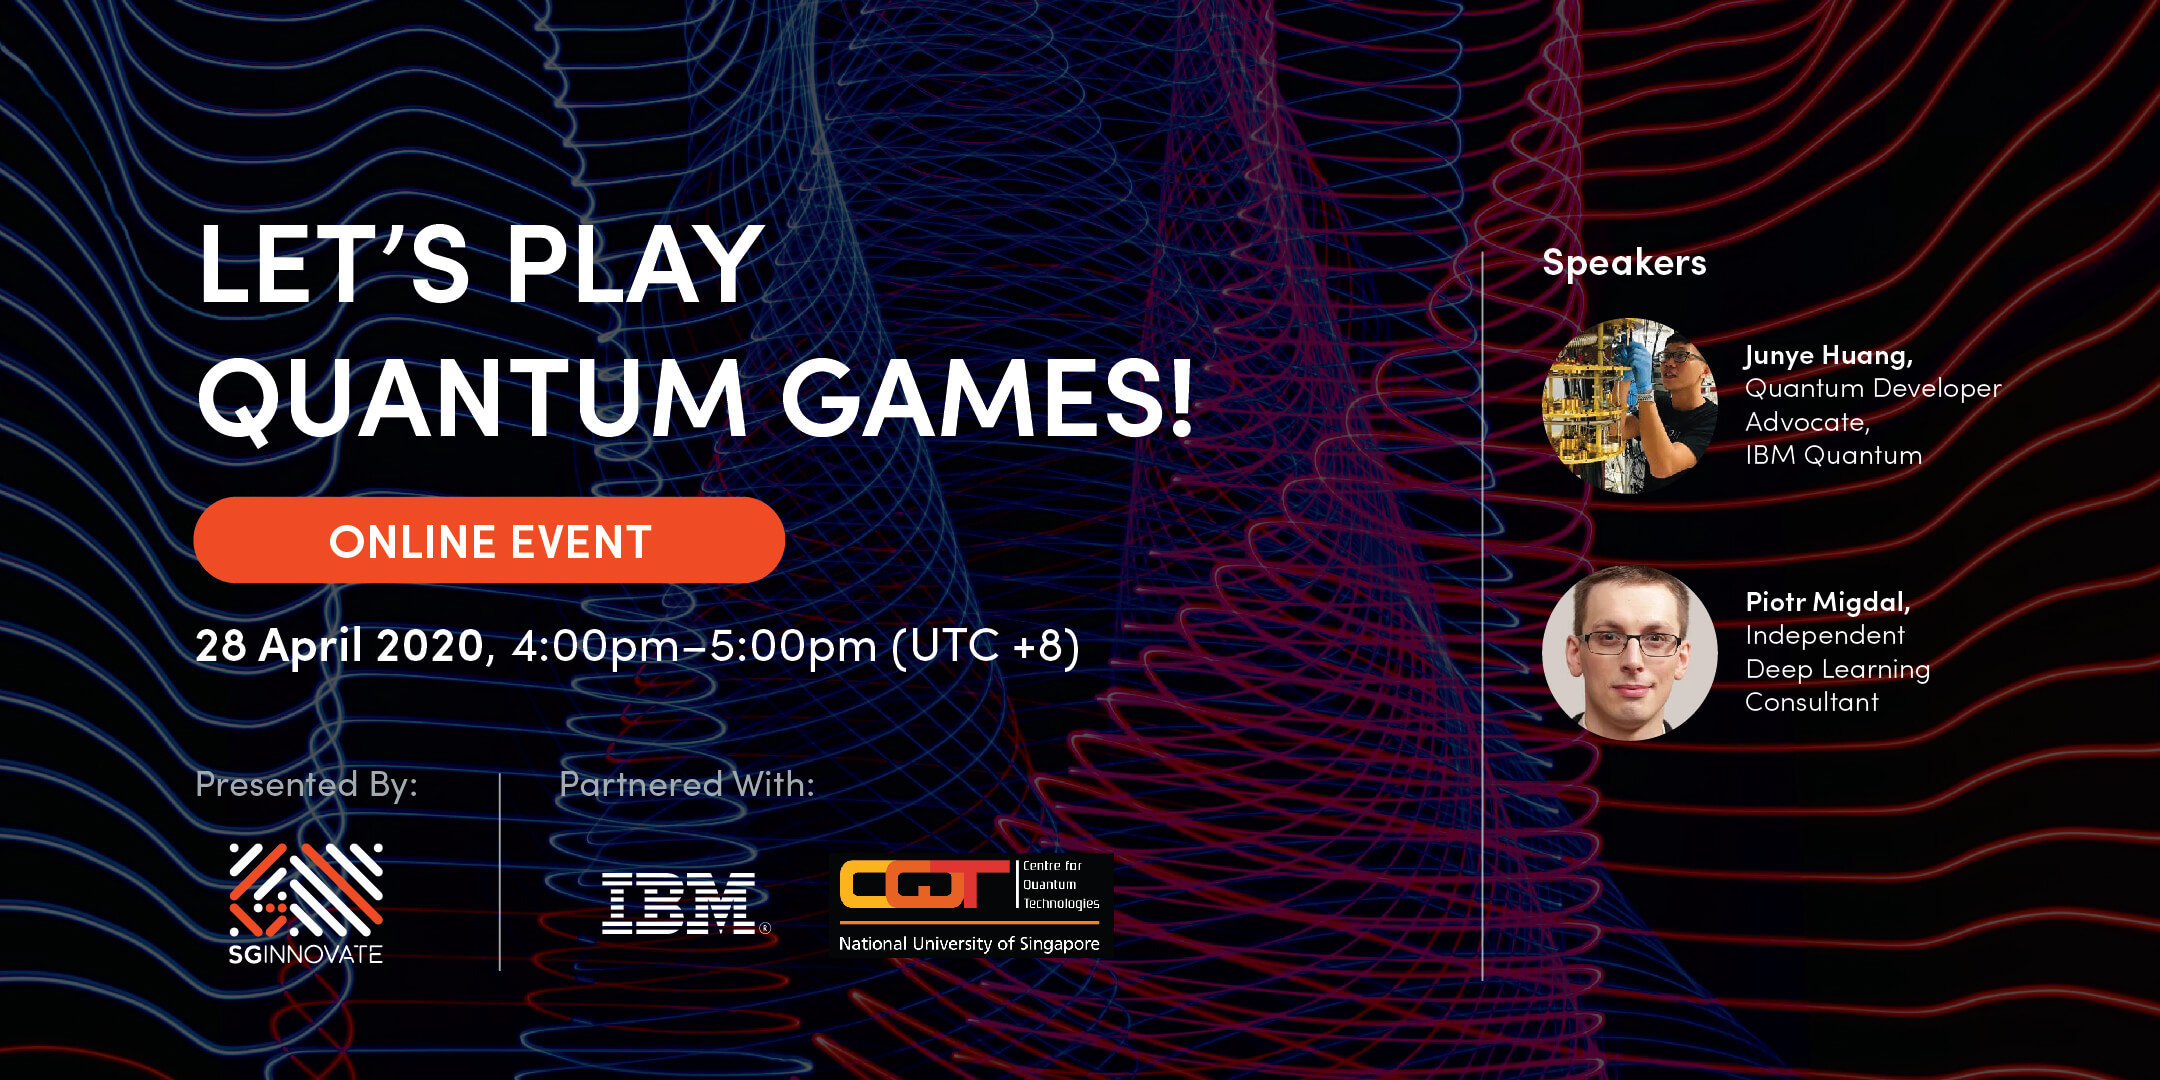 LET’S PLAY
QUANTUM GAMES!
ONLINE EVENT
28 April 2020, 4:00pm–5:00pm (UTC +8)
Presented By:
SGINNOVATE
Partnered With:
IBM®
CQT
Centre for
Quantum
Technologies
National University of Singapore
Speakers
Junye Huang,
Quantum Developer
Advocate,
IBM Quantum
Piotr Migdal,
Independent
Deep Learning
Consultant